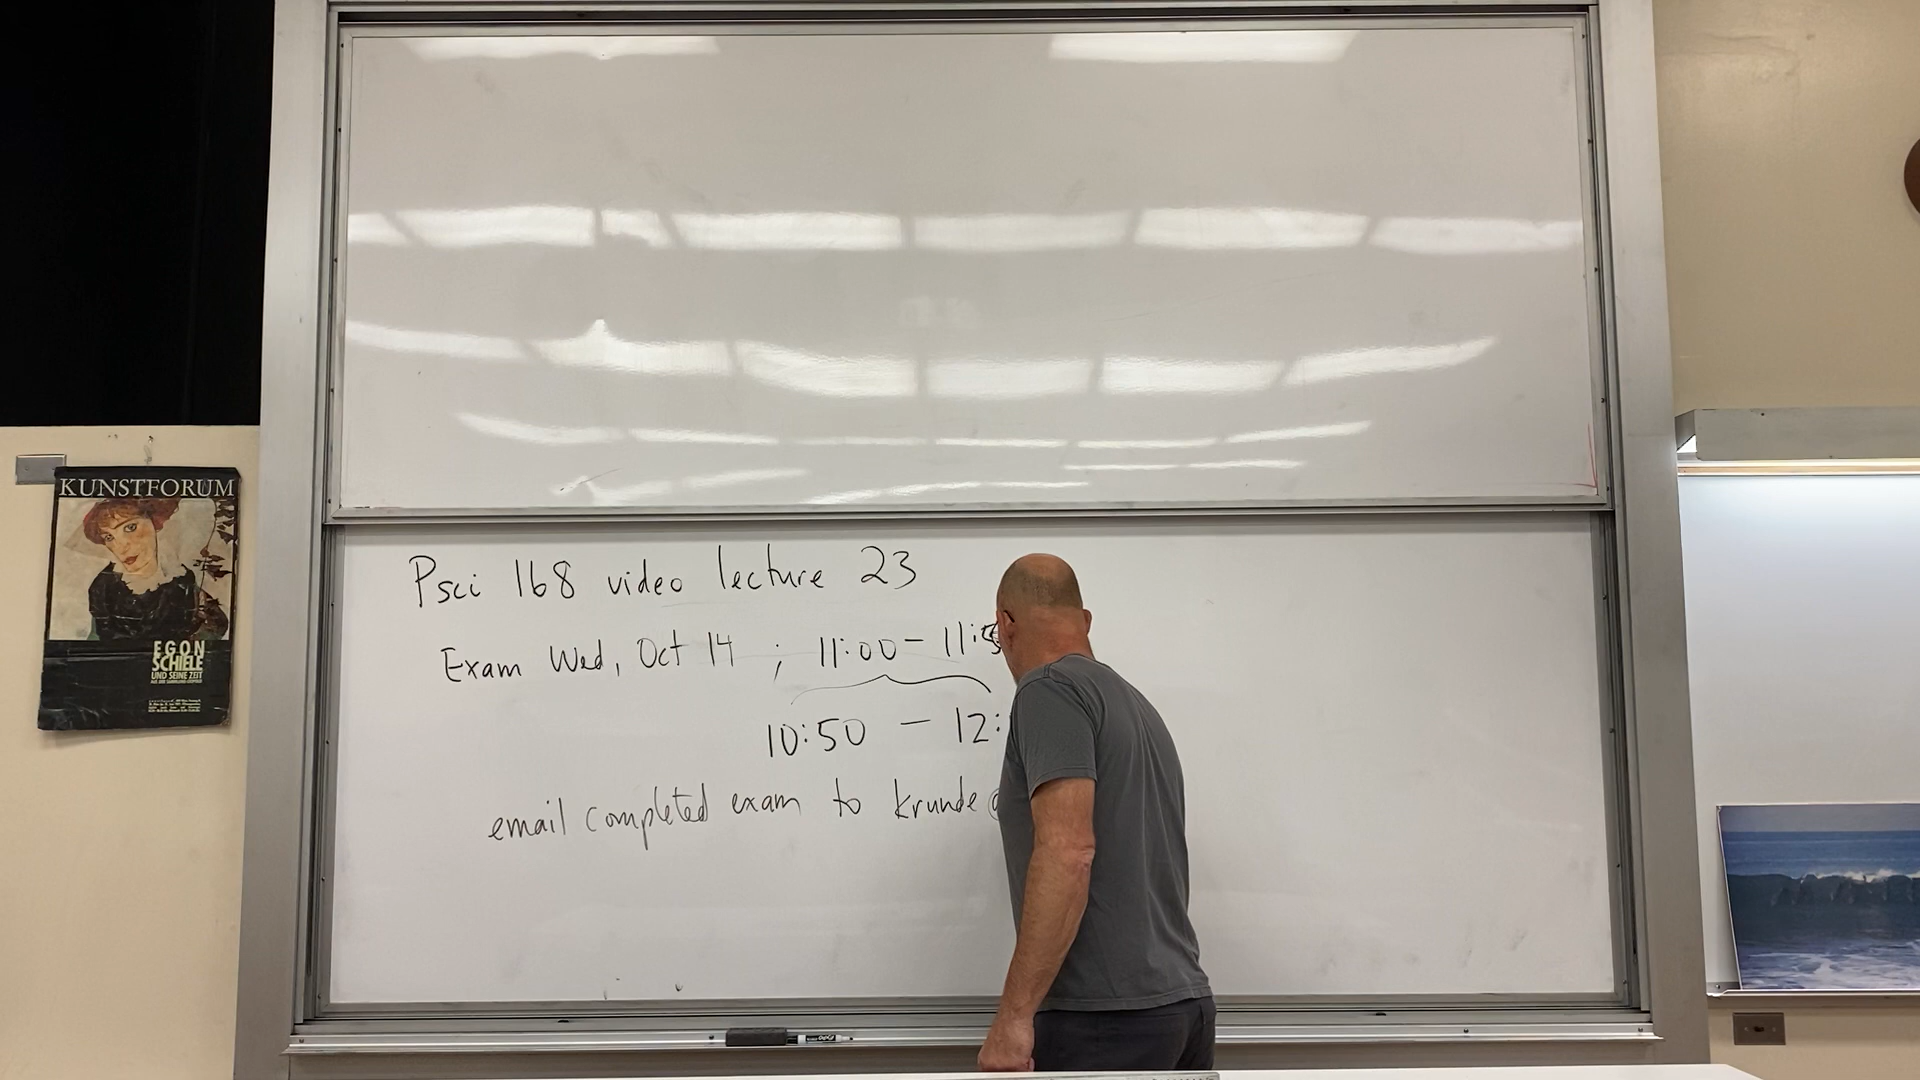 KUNSTFORUM
EGON
SCHIELE
UND SEINE ZEIT
Psci 168 video lecture 23
Exam Wed, Oct 14 ; 11:00 - 11:5
10:50 - 12:
email completed exam to krunde@